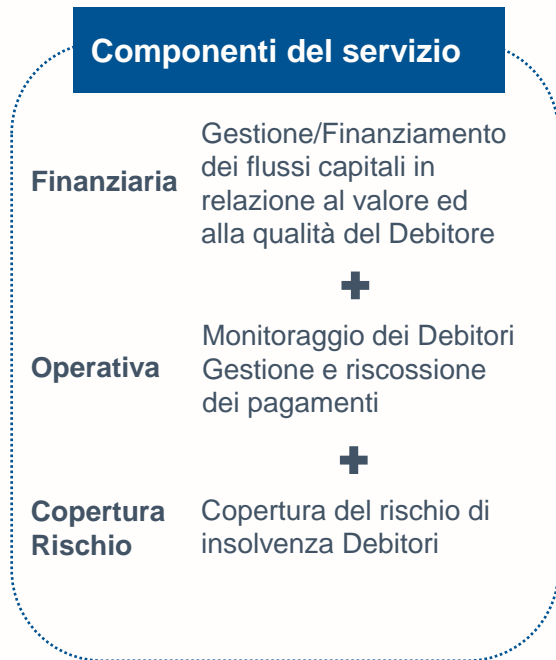 Componenti del servizio
Finanziaria
Gestione/Finanziamento
dei flussi capitali in
relazione al valore ed
alla qualità del Debitore
+
Operativa
Monitoraggio dei Debitori
Gestione e riscossione
dei pagamenti
+
Copertura
Rischio
Copertura del rischio di
insolvenza Debitori